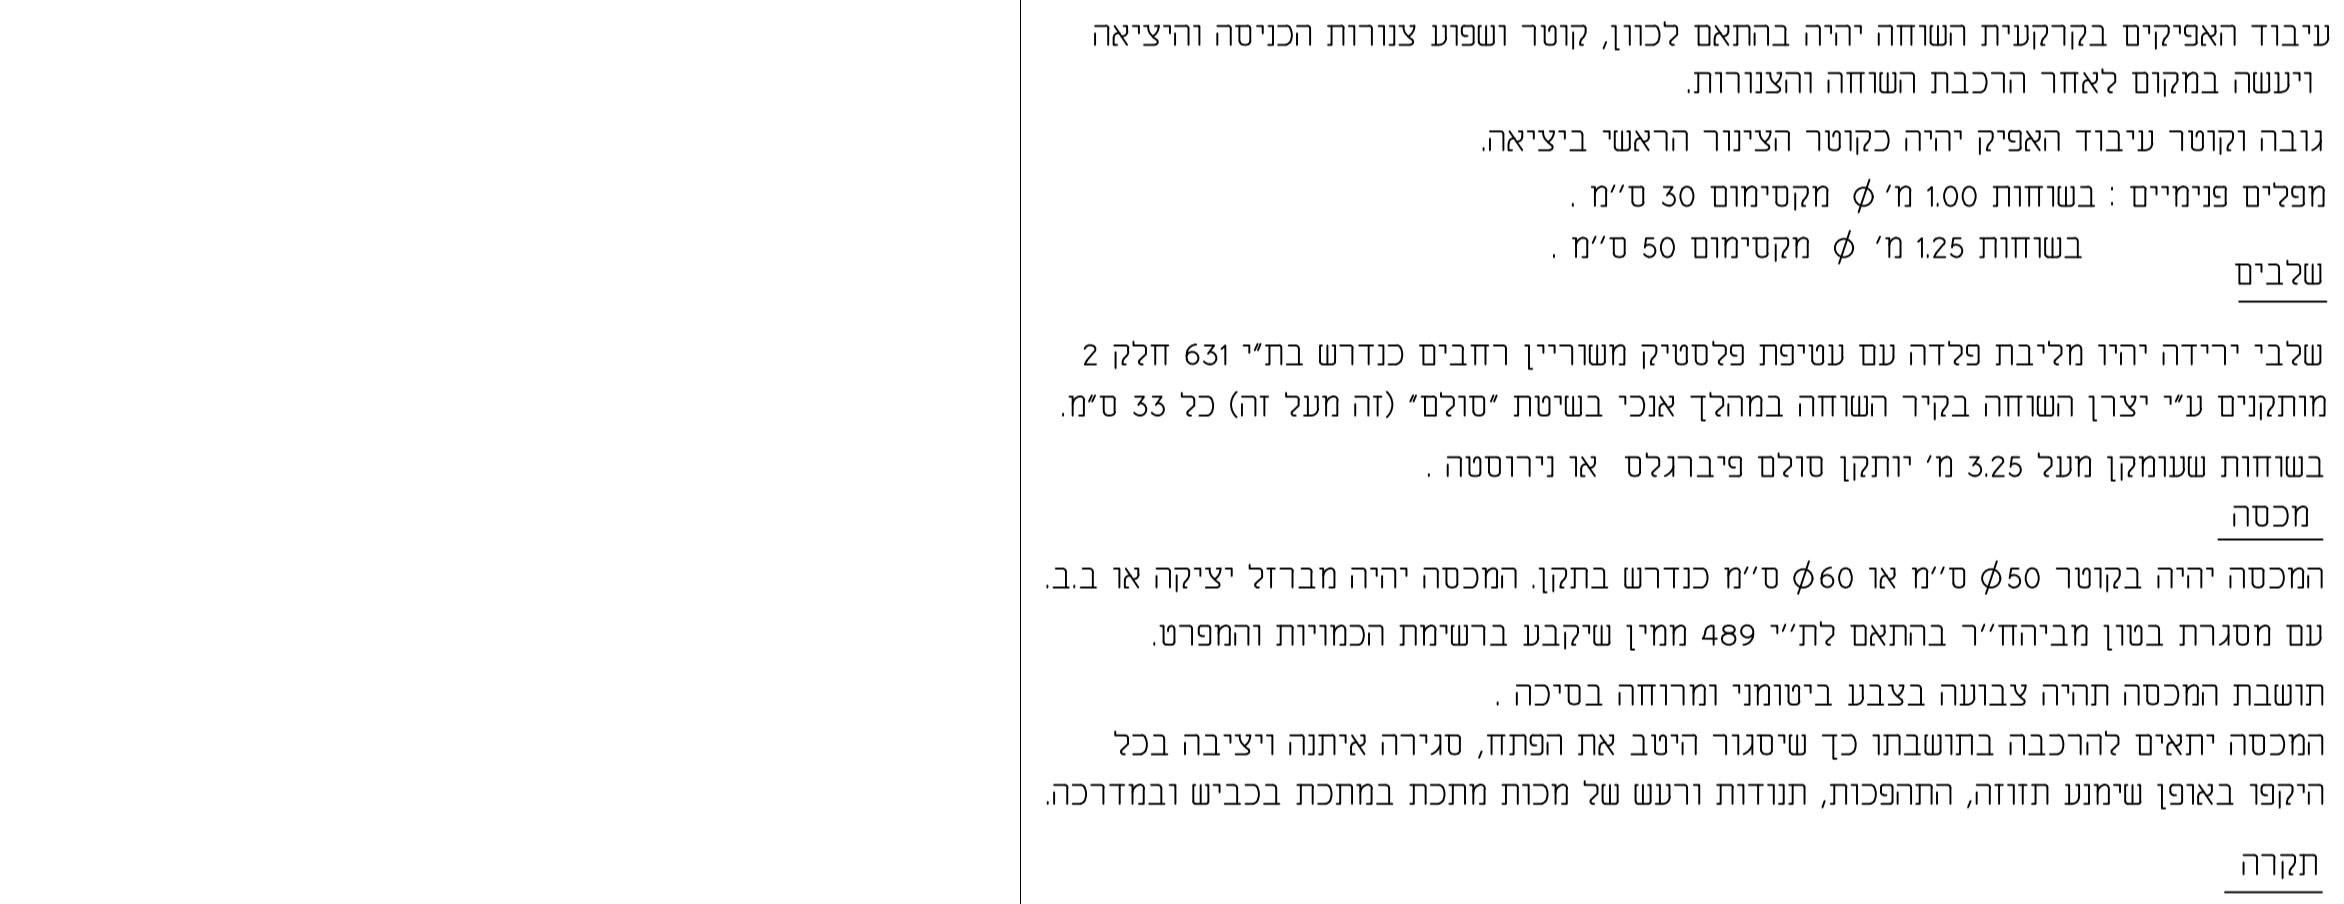 עיבוד האפיקים בקרקעית השוחה יהיה בהתאם לכוון, קוטר ושפוע צנורות הכניסה והיציאה
ויעשה במקום לאחר הרכבת השוחה והצנורות.
גובה וקוטר עיבוד האפיק יהיה כקוטר הצינור הראשי ביציאה.
מפלים פנימיים : בשוחות 1.00 מ' ϕ מקסימום 30 ס''מ .
בשוחות 1.25 מ' ϕ מקסימום 50 ס''מ .
שלבים
שלבי ירידה יהיו מליבת פלדה עם עטיפת פלסטיק משוריין רחבים כנדרש בת"י 631 חלק 2
מותקנים ע"י יצרן השוחה בקיר השוחה במהלך אנכי בשיטת "סולם" (זה מעל זה) כל 33 ס"מ.
בשוחות שעומקן מעל 3.25 מ' יותקן סולם פיברגלס או נירוסטה .
מכסה
המכסה יהיה בקוטר ϕ50 ס''מ או ϕ60 ס''מ כנדרש בתקן. המכסה יהיה מברזל יציקה או ב.ב.
עם מסגרת בטון מביהח''ר בהתאם לת''י 489 ממין שיקבע ברשימת הכמויות והמפרט.
תושבת המכסה תהיה צבועה בצבע ביטומני ומרוחה בסיכה .
המכסה יתאים להרכבה בתושבתו כך שיסגור היטב את הפתח, סגירה איתנה ויציבה בכל
היקפו באופן שימנע תזוזה, התהפכות, תנודות ורעש של מכות מתכת במתכת בכביש ובמדרכה.
תקרה